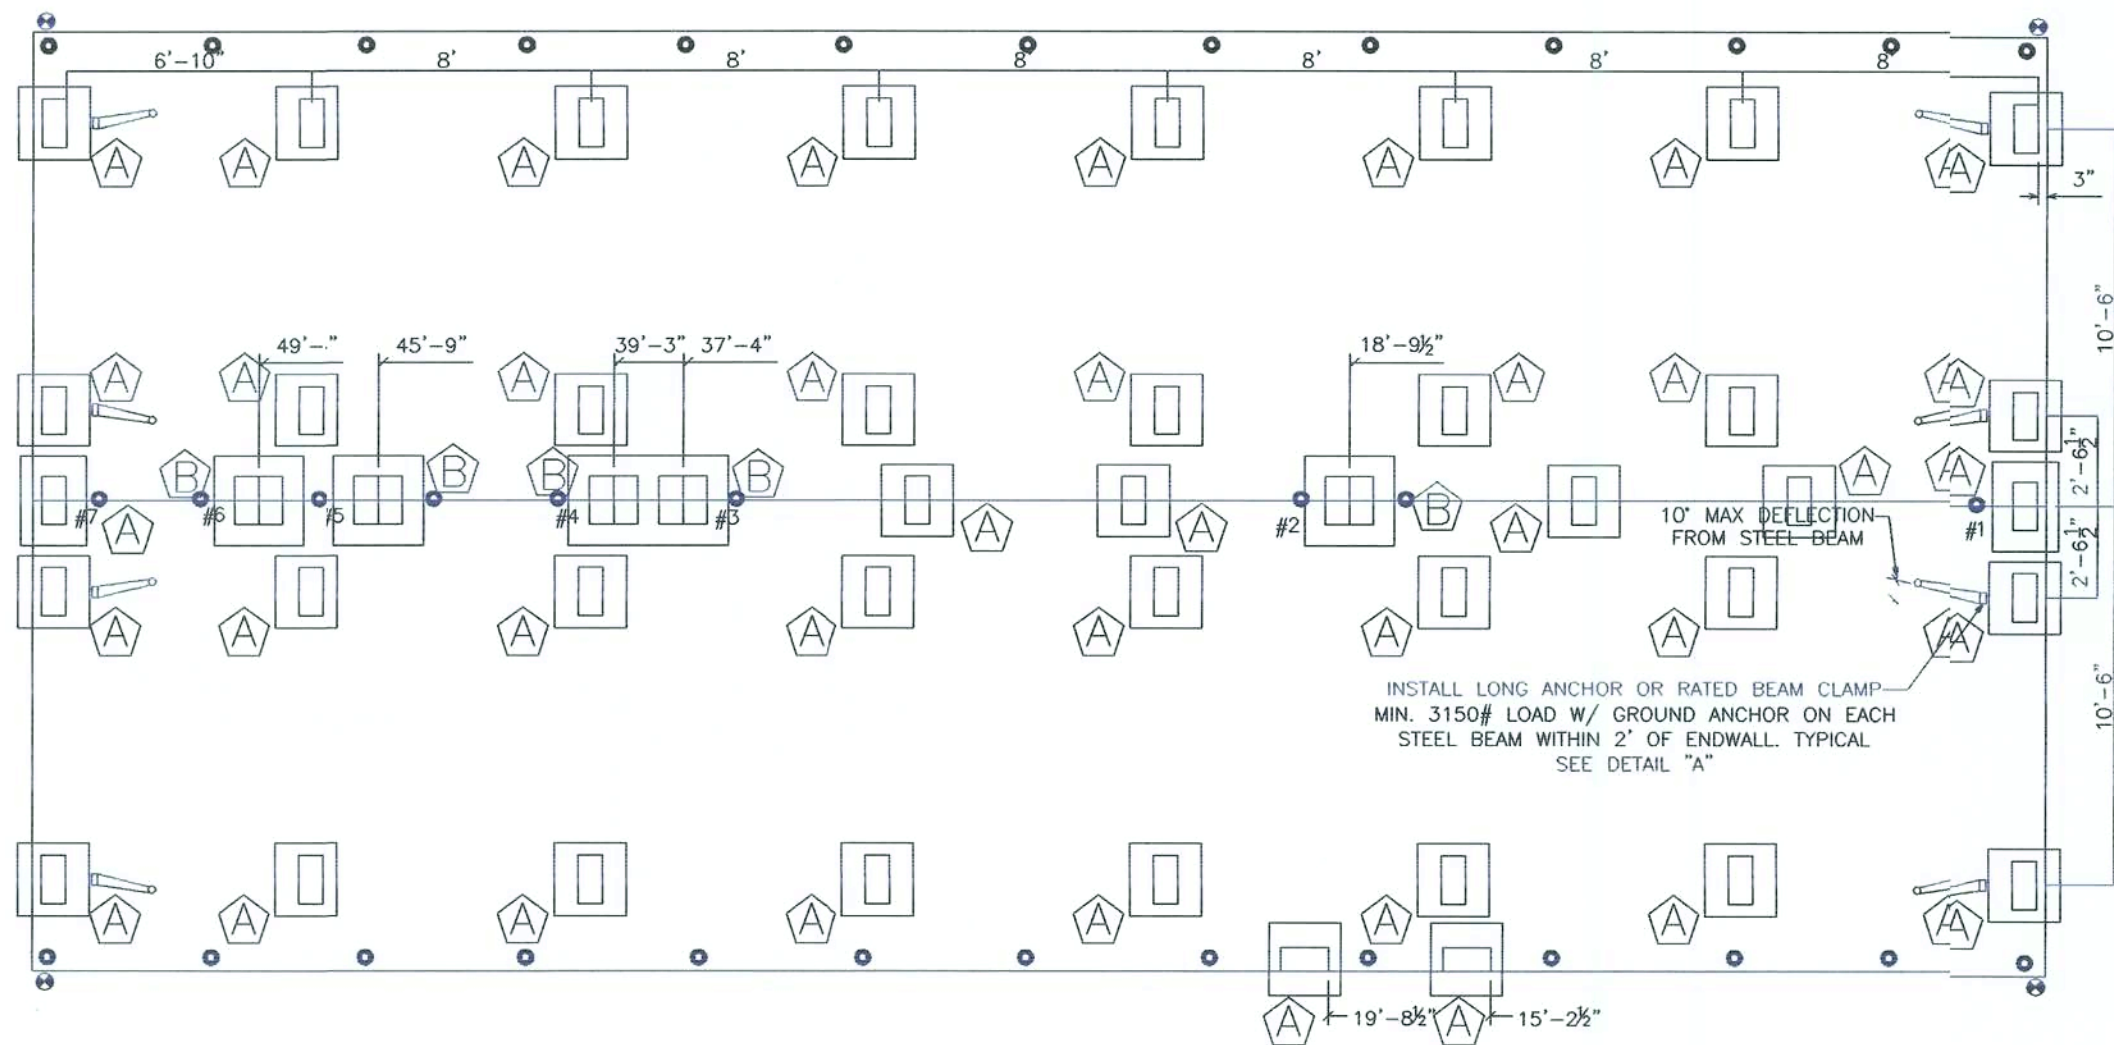 6'-10" 8' 8' 8' 8' 8' 8'
A A A A A A A A A
3"
10'-6"
49'-." 45'-9" 39'-3" 37'-4" 18'-9½"
A A A A A A A A A
2'-6½"
B B B B A
#7 #6 #5 #4 #3 #2 B #1
A A A A A
10° MAX DEFLECTION
FROM STEEL BEAM
2'-6½"
A A A A A A A A A
INSTALL LONG ANCHOR OR RATED BEAM CLAMP
MIN. 3150# LOAD W/ GROUND ANCHOR ON EACH
STEEL BEAM WITHIN 2' OF ENDWALL. TYPICAL
SEE DETAIL "A"
10'-6"
A A A A A A A A A
A 19'-8½" A 15'-2½"